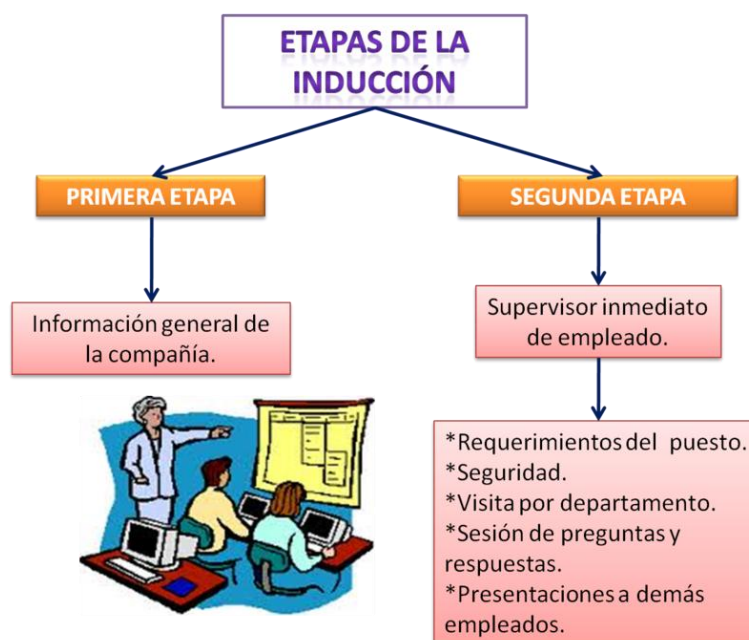 ETAPAS DE LA
INDUCCIÓN
PRIMERA ETAPA
SEGUNDA ETAPA
Información general de
la compañía.
Supervisor inmediato
de empleado.
*Requerimientos del puesto.
*Seguridad.
*Visita por departamento.
*Sesión de preguntas y
respuestas.
*Presentaciones a demás
empleados.